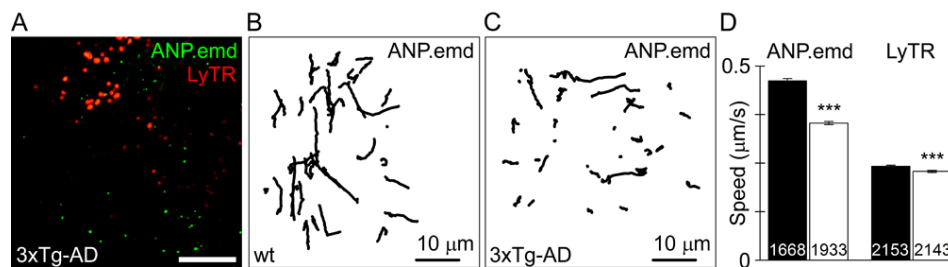 A
ANP.emd
LyTR
3xTg-AD
B
ANP.emd
wt
10 μm
C
ANP.emd
3xTg-AD
10 μm
D
ANP.emd LyTR
Speed (μm/s)
0.5
0
***
***
1668 1933 2153 2143